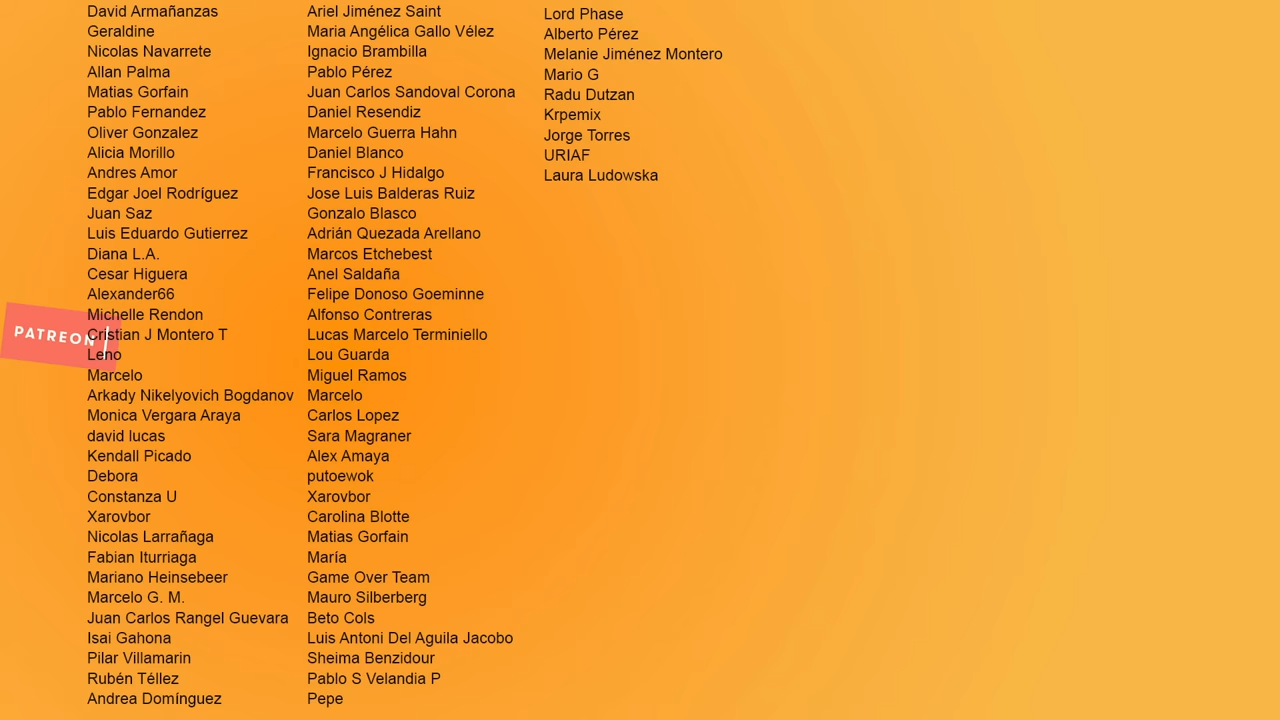 David Armañanzas
Geraldine
Nicolas Navarrete
Allan Palma
Matias Gorfain
Pablo Fernandez
Oliver Gonzalez
Alicia Morillo
Andres Amor
Edgar Joel Rodríguez
Juan Saz
Luis Eduardo Gutierrez
Diana L.A.
Cesar Higuera
Alexander66
Michelle Rendon
Cristian J Montero T
Leño
Marcelo
Arkady Nikelyovich Bogdanov
Monica Vergara Araya
david lucas
Kendall Picado
Debora
Constanza U
Xarovbor
Nicolas Larrañaga
Fabian Iturriaga
Mariano Heinsebeer
Marcelo G. M.
Juan Carlos Rangel Guevara
Isai Gahona
Pilar Villamarin
Rubén Téllez
Andrea Domínguez
PATREON
Ariel Jiménez Saint
Maria Angélica Gallo Vélez
Ignacio Brambilla
Pablo Pérez
Juan Carlos Sandoval Corona
Daniel Resendiz
Marcelo Guerra Hahn
Daniel Blanco
Francisco J Hidalgo
Jose Luis Balderas Ruiz
Gonzalo Blasco
Adrián Quezada Arellano
Marcos Etchebest
Anel Saldaña
Felipe Donoso Goeminne
Alfonso Contreras
Lucas Marcelo Terminiello
Lou Guarda
Miguel Ramos
Marcelo
Carlos Lopez
Sara Magraner
Alex Amaya
putoewok
Xarovbor
Carolina Blotte
Matias Gorfain
María
Game Over Team
Mauro Silberberg
Beto Cols
Luis Antoni Del Aguila Jacobo
Sheima Benzidour
Pablo S Velandia P
Pepe
Lord Phase
Alberto Pérez
Melanie Jiménez Montero
Mario G
Radu Dutzan
Krpemix
Jorge Torres
URIAF
Laura Ludowska